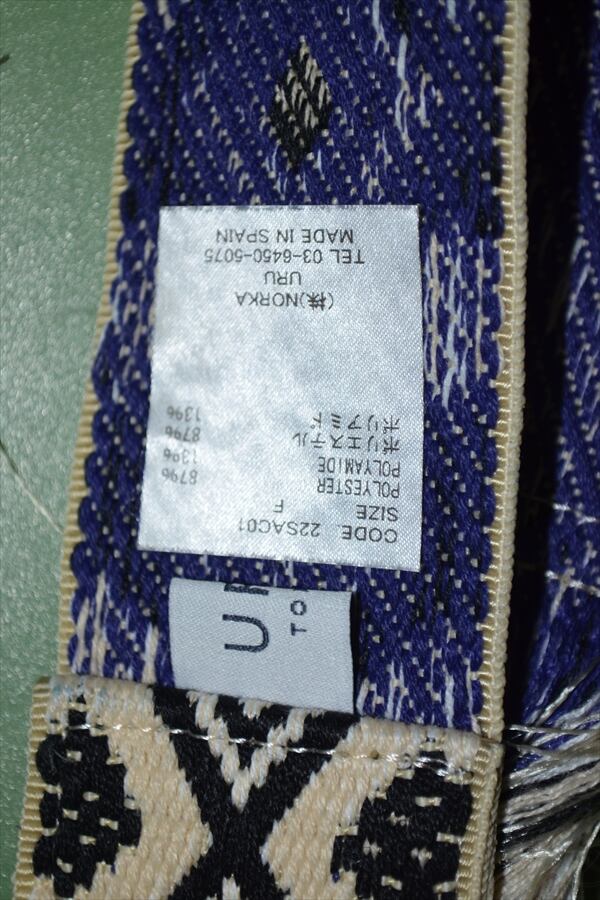 CODE 22SAC01
SIZE F
POLYESTER 87%
POLYAMIDE 13%
ポリエステル 87%
ポリアミド 13%
(株)NORKA
URU
TEL 03-6450-5075
MADE IN SPAIN
U
TO